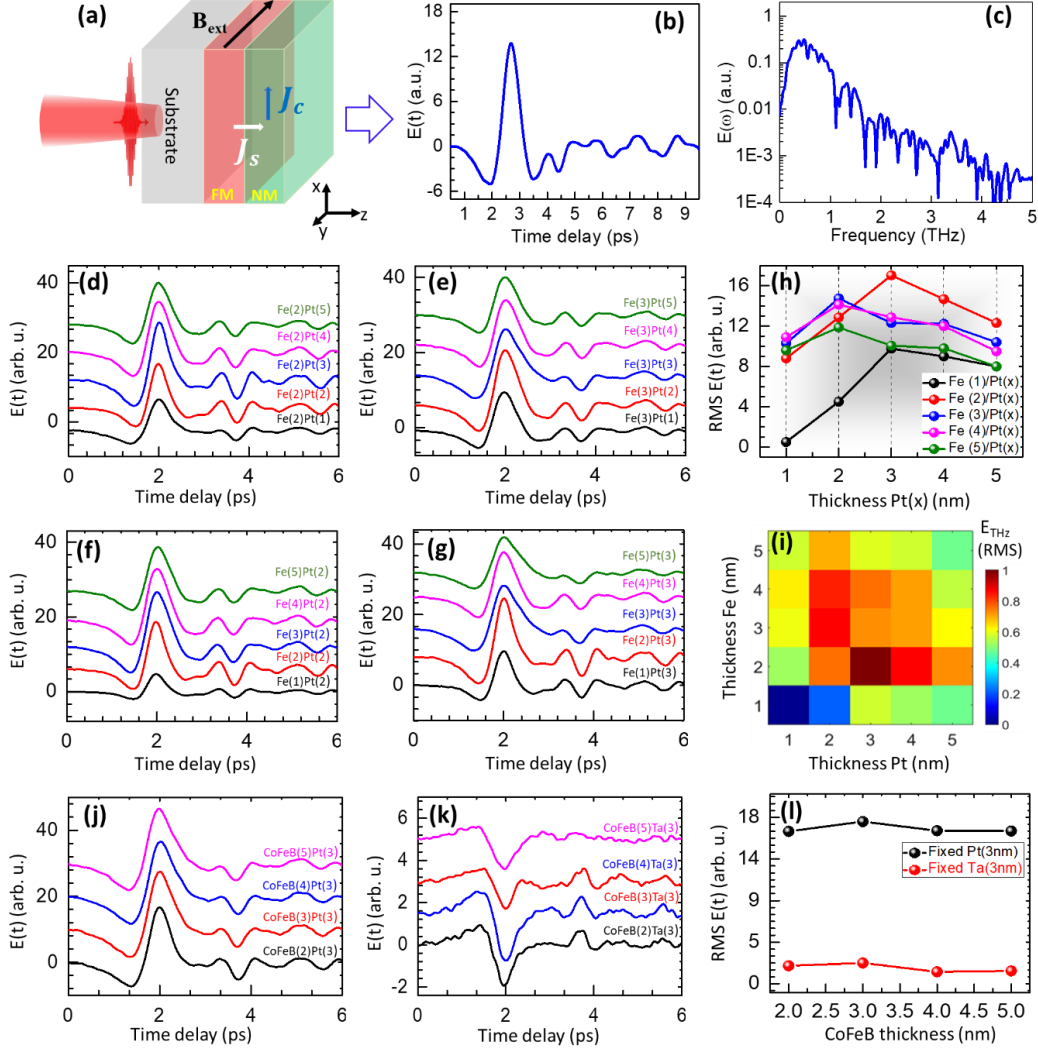 (a)
B_ext
Substrate
J_c
J_s
FM
NM
x
y
z
(b)
E(t) (a.u.)
18
12
6
0
-6
1 2 3 4 5 6 7 8 9
Time delay (ps)
(c)
E(ω) (a.u.)
1
0.1
0.01
1E-3
1E-4
0 1 2 3 4 5
Frequency (THz)
(d)
E(t) (arb. u.)
40
20
0
Fe(2)Pt(5)
Fe(2)Pt(4)
Fe(2)Pt(3)
Fe(2)Pt(2)
Fe(2)Pt(1)
0 2 4 6
Time delay (ps)
(e)
E(t) (arb. u.)
40
20
0
Fe(3)Pt(5)
Fe(3)Pt(4)
Fe(3)Pt(3)
Fe(3)Pt(2)
Fe(3)Pt(1)
0 2 4 6
Time delay (ps)
(h)
RMS E(t) (arb. u.)
16
12
8
4
0
Fe (1)/Pt(x)
Fe (2)/Pt(x)
Fe (3)/Pt(x)
Fe (4)/Pt(x)
Fe (5)/Pt(x)
1 2 3 4 5
Thickness Pt(x) (nm)
(f)
E(t) (arb. u.)
40
20
0
Fe(5)Pt(2)
Fe(4)Pt(2)
Fe(3)Pt(2)
Fe(2)Pt(2)
Fe(1)Pt(2)
0 2 4 6
Time delay (ps)
(g)
E(t) (arb. u.)
40
20
0
Fe(5)Pt(3)
Fe(4)Pt(3)
Fe(3)Pt(3)
Fe(2)Pt(3)
Fe(1)Pt(3)
0 2 4 6
Time delay (ps)
(i)
E_THz
(RMS)
Thickness Fe (nm)
5
4
3
2
1
1 2 3 4 5
Thickness Pt (nm)
1
0.8
0.6
0.4
0.2
0
(j)
E(t) (arb. u.)
40
20
0
CoFeB(5)Pt(3)
CoFeB(4)Pt(3)
CoFeB(3)Pt(3)
CoFeB(2)Pt(3)
0 2 4 6
Time delay (ps)
(k)
E(t) (arb. u.)
6
4
2
0
-2
CoFeB(5)Ta(3)
CoFeB(4)Ta(3)
CoFeB(3)Ta(3)
CoFeB(2)Ta(3)
0 2 4 6
Time delay (ps)
(l)
RMS E(t) (arb. u.)
18
9
5
0
Fixed Pt(3nm)
Fixed Ta(3nm)
2.0 2.5 3.0 3.5 4.0 4.5 5.0
CoFeB thickness (nm)